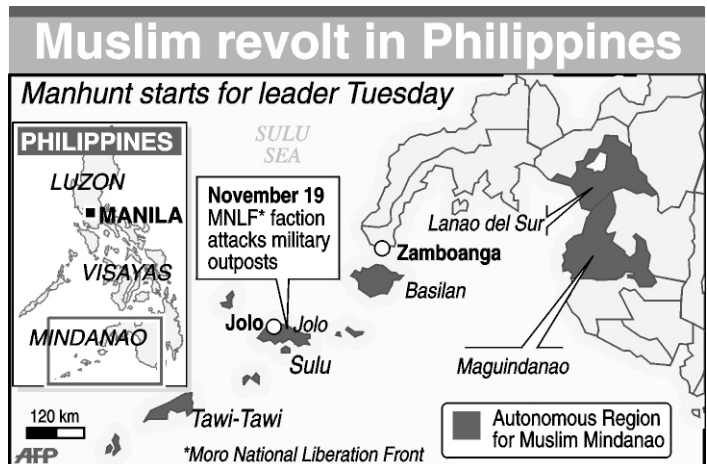 Muslim revolt in Philippines
Manhunt starts for leader Tuesday
PHILIPPINES
LUZON
MANILA
VISAYAS
MINDANAO
SULU
SEA
November 19
MNLF* faction
attacks military
outposts
Lanao del Sur
Zamboanga
Basilan
Jolo
Jolo
Sulu
Maguindanao
Tawi-Tawi
120 km
Autonomous Region
for Muslim Mindanao
AFP
*Moro National Liberation Front